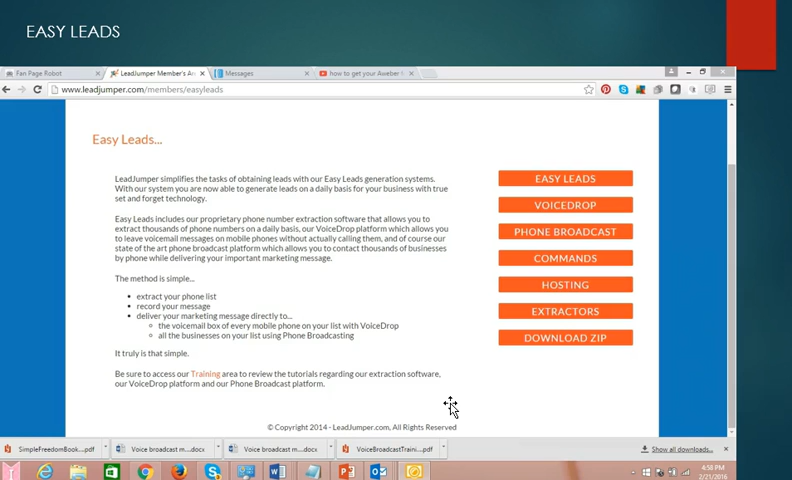 EASY LEADS
Fan Page Robot
LeadJumper Member's Ar
Messages
how to get your Aweber I
www.leadjumper.com/members/easyleads
Easy Leads...
LeadJumper simplifies the tasks of obtaining leads with our Easy Leads generation systems.
With our system you are now able to generate leads on a daily basis for your business with true
set and forget technology.
Easy Leads includes our proprietary phone number extraction software that allows you to
extract thousands of phone numbers on a daily basis, our VoiceDrop platform which allows you
to leave voicemail messages on mobile phones without actually calling them, and of course our
state of the art phone broadcast platform which allows you to contact thousands of businesses
by phone while delivering your important marketing message.
The method is simple...
extract your phone list
record your message
deliver your marketing message directly to...
the voicemail box of every mobile phone on your list with VoiceDrop
all the businesses on your list using Phone Broadcasting
It truly is that simple.
Be sure to access our Training area to review the tutorials regarding our extraction software,
our VoiceDrop platform and our Phone Broadcast platform.
EASY LEADS
VOICEDROP
PHONE BROADCAST
COMMANDS
HOSTING
EXTRACTORS
DOWNLOAD ZIP
© Copyright 2014 - LeadJumper.com. All Rights Reserved
SimpleFreedomBook....pdf
Voice broadcast m....docx
Voice broadcast m....docx
VoiceBroadcastTraini....pdf
Show all downloads...
4:58 PM
2/21/2016